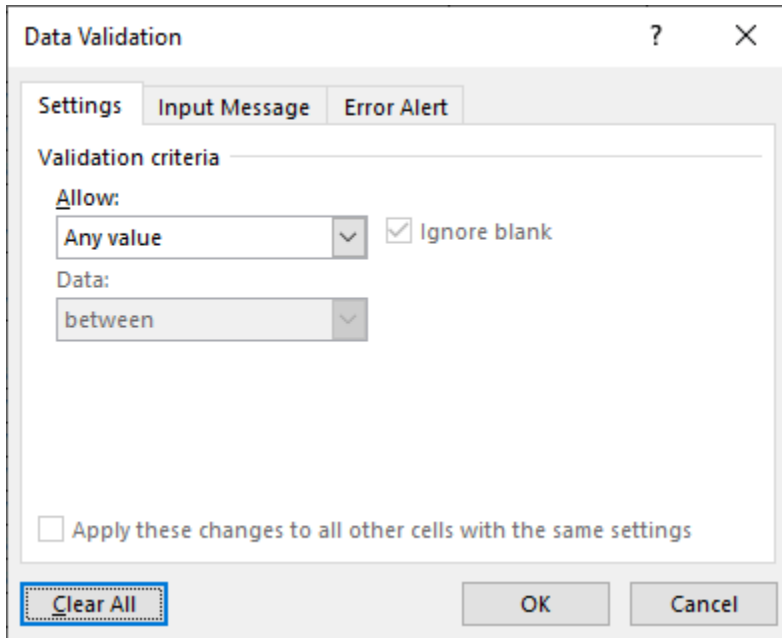 Data Validation ? ×
Settings Input Message Error Alert
Validation criteria
Allow:
Any value Ignore blank
Data:
between
Apply these changes to all other cells with the same settings
Clear All OK Cancel